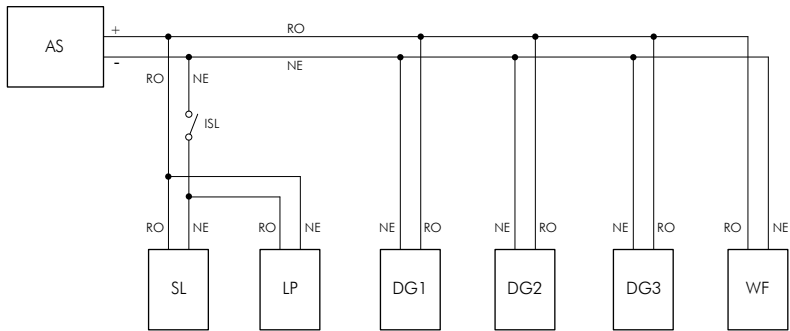 AS
+
RO
-
NE
RO NE
ISL
RO NE RO NE NE RO NE RO NE RO RO NE
SL LP DG1 DG2 DG3 WF